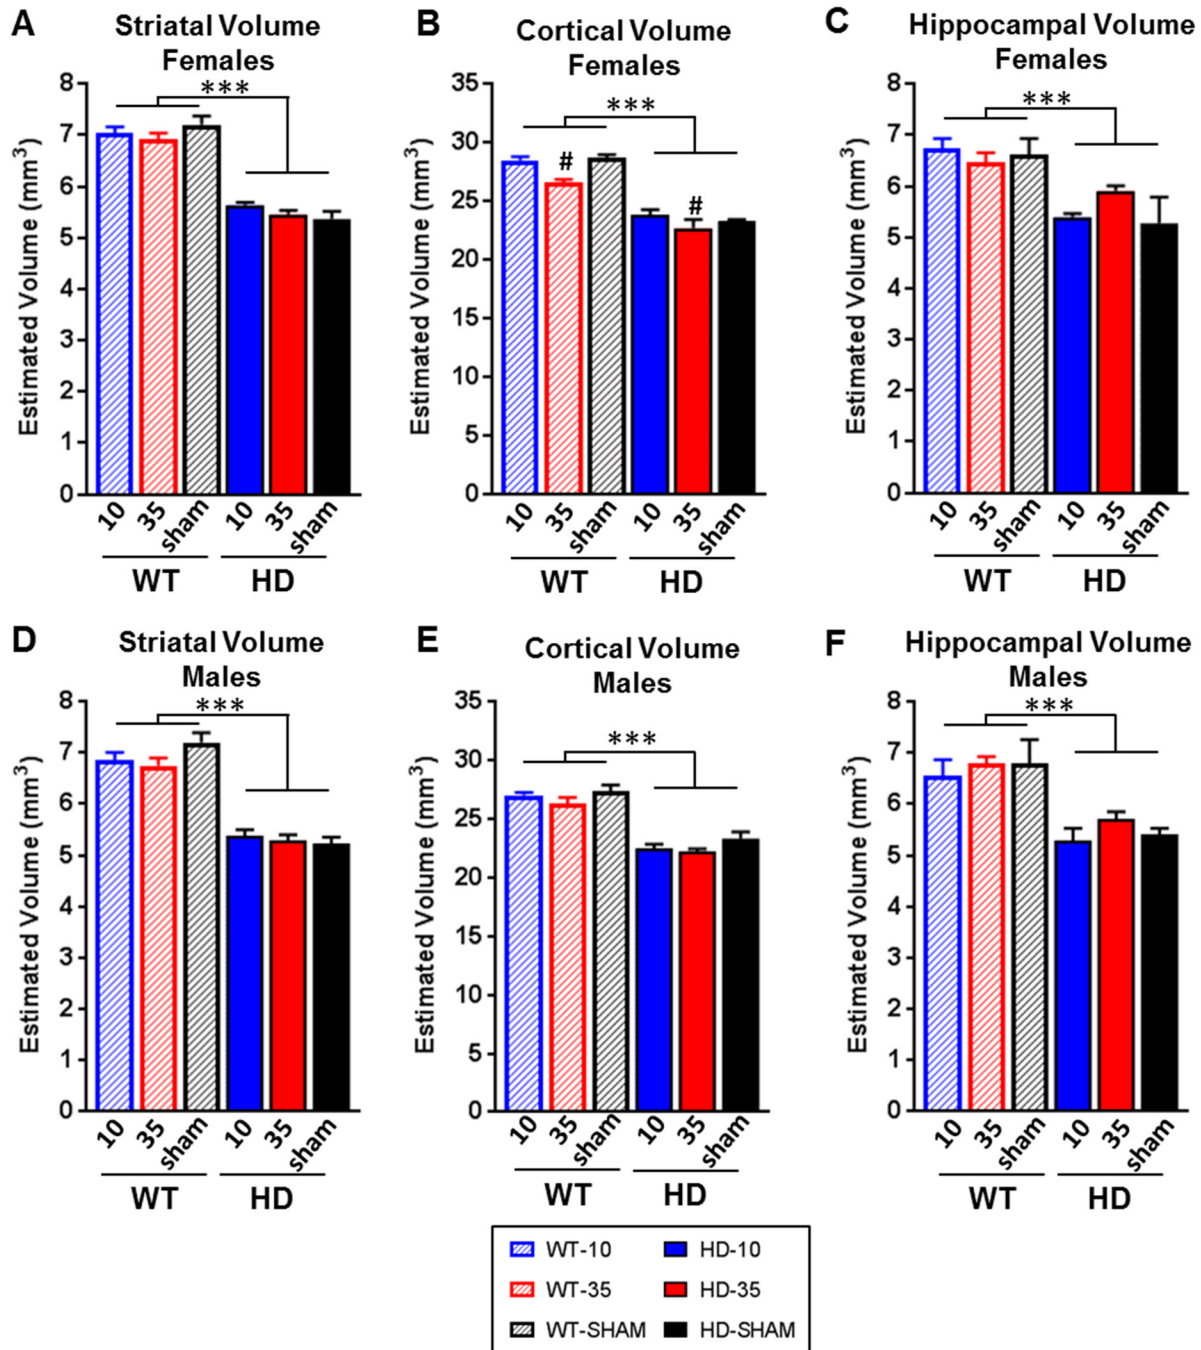 A
Striatal Volume
Females
Estimated Volume (mm³)
8
7
6
5
4
3
2
1
0
***
10 35 sham 10 35 sham
WT HD
B
Cortical Volume
Females
Estimated Volume (mm³)
35
30
25
20
15
10
5
0
***
#
#
10 35 sham 10 35 sham
WT HD
C
Hippocampal Volume
Females
Estimated Volume (mm³)
8
7
6
5
4
3
2
1
0
***
10 35 sham 10 35 sham
WT HD
D
Striatal Volume
Males
Estimated Volume (mm³)
8
7
6
5
4
3
2
1
0
***
10 35 sham 10 35 sham
WT HD
E
Cortical Volume
Males
Estimated Volume (mm³)
35
30
25
20
15
10
5
0
***
10 35 sham 10 35 sham
WT HD
F
Hippocampal Volume
Males
Estimated Volume (mm³)
8
7
6
5
4
3
2
1
0
***
10 35 sham 10 35 sham
WT HD
WT-10 HD-10
WT-35 HD-35
WT-SHAM HD-SHAM